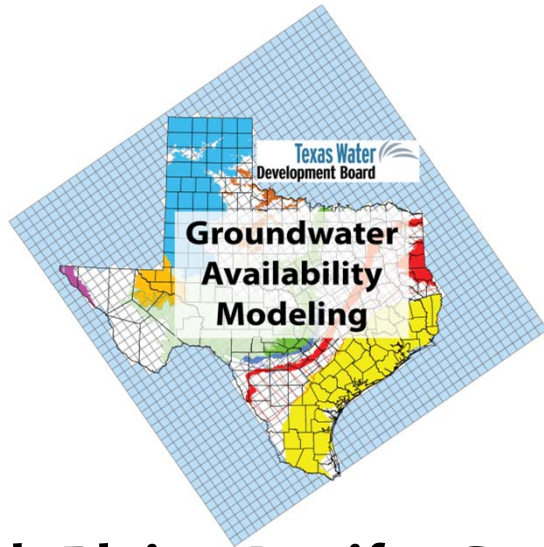 Texas Water
Development Board
Groundwater
Availability
Modeling